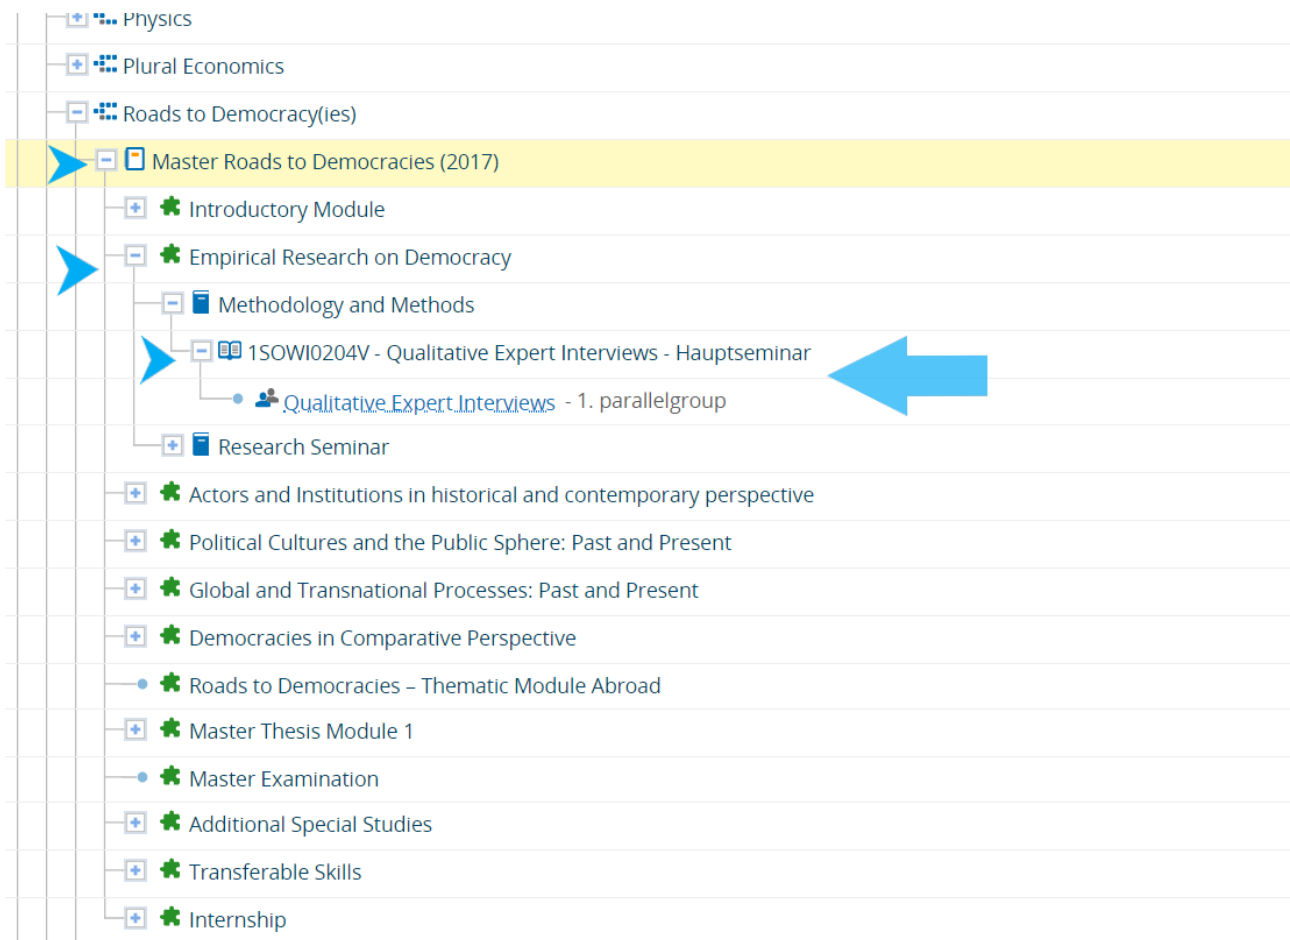 Physics
Plural Economics
Roads to Democracy(ies)
Master Roads to Democracies (2017)
Introductory Module
Empirical Research on Democracy
Methodology and Methods
1SOWI0204V - Qualitative Expert Interviews - Hauptseminar
Qualitative Expert Interviews - 1. parallelgroup
Research Seminar
Actors and Institutions in historical and contemporary perspective
Political Cultures and the Public Sphere: Past and Present
Global and Transnational Processes: Past and Present
Democracies in Comparative Perspective
Roads to Democracies – Thematic Module Abroad
Master Thesis Module 1
Master Examination
Additional Special Studies
Transferable Skills
Internship